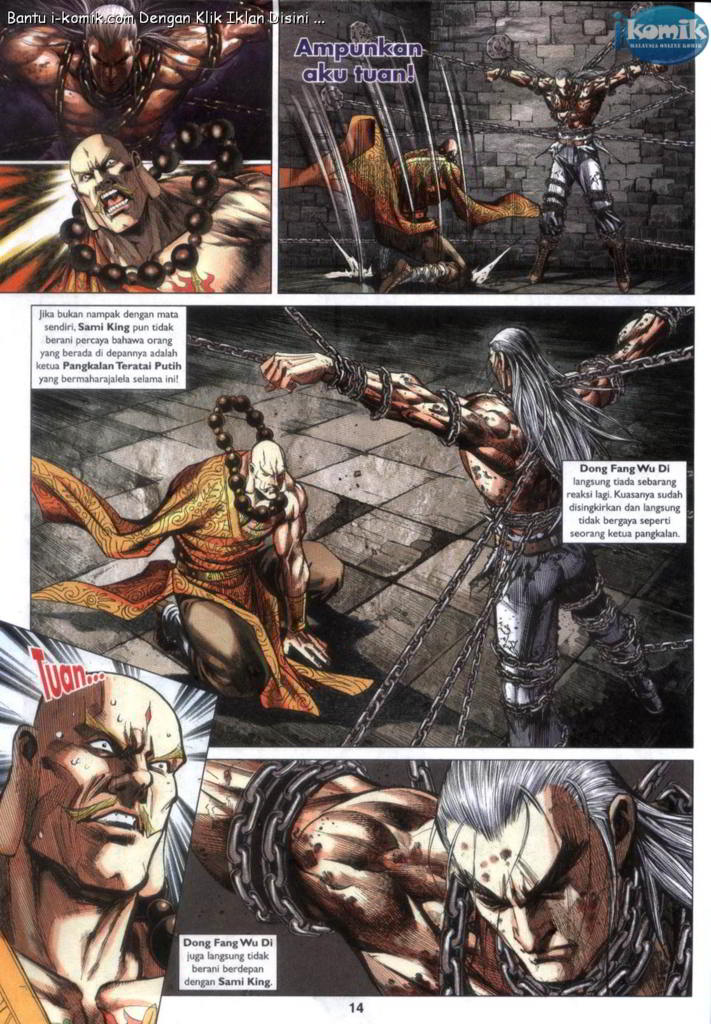 Bantu i-komik.com Dengan Klik Iklan Disini ...
i komik
MALAYSIA ONLINE KOMIK
Ampunkan
aku tuan!
Jika bukan nampak dengan mata
sendiri, Sami King pun tidak
berani percaya bahawa orang
yang berada di depannya adalah
ketua Pangkalan Teratai Putih
yang bermaharajalela selama ini!
Dong Fang Wu Di
langsung tiada sebarang
reaksi lagi. Kuasanya sudah
disingkirkan dan langsung
tidak bergaya seperti
seorang ketua pangkalan.
Tuan...
Dong Fang Wu Di
juga langsung tidak
berani berdepan
dengan Sami King.
14